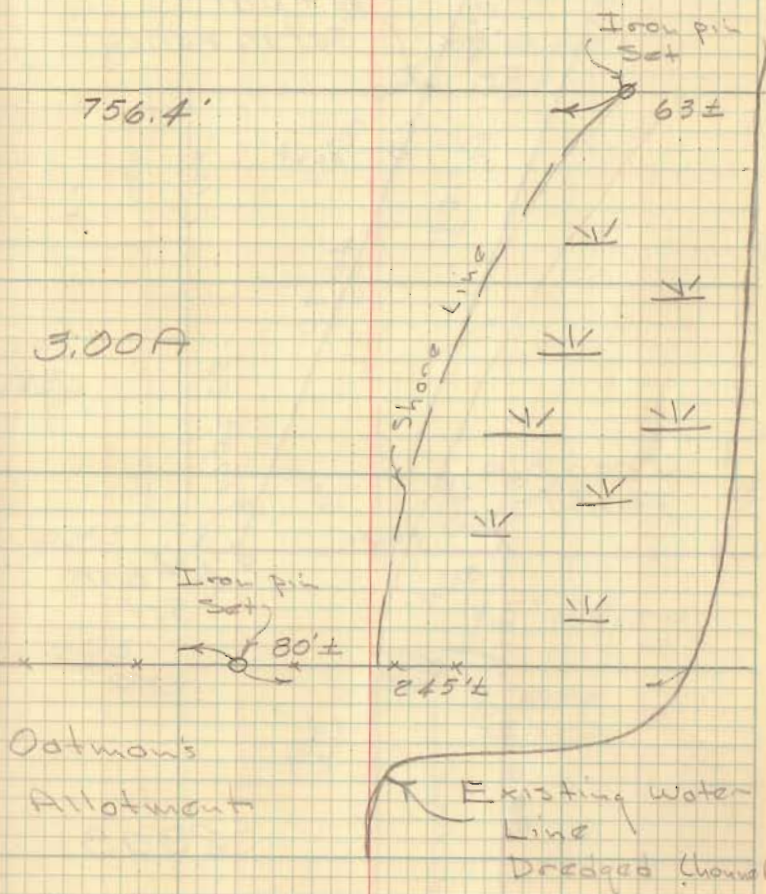 Iron pin
Set
756.4'
63±
Shore Line
3.00A
Iron pin
Set
80'±
245'±
Oatman's
Allotment
Existing Water
Line
Dredged Channel